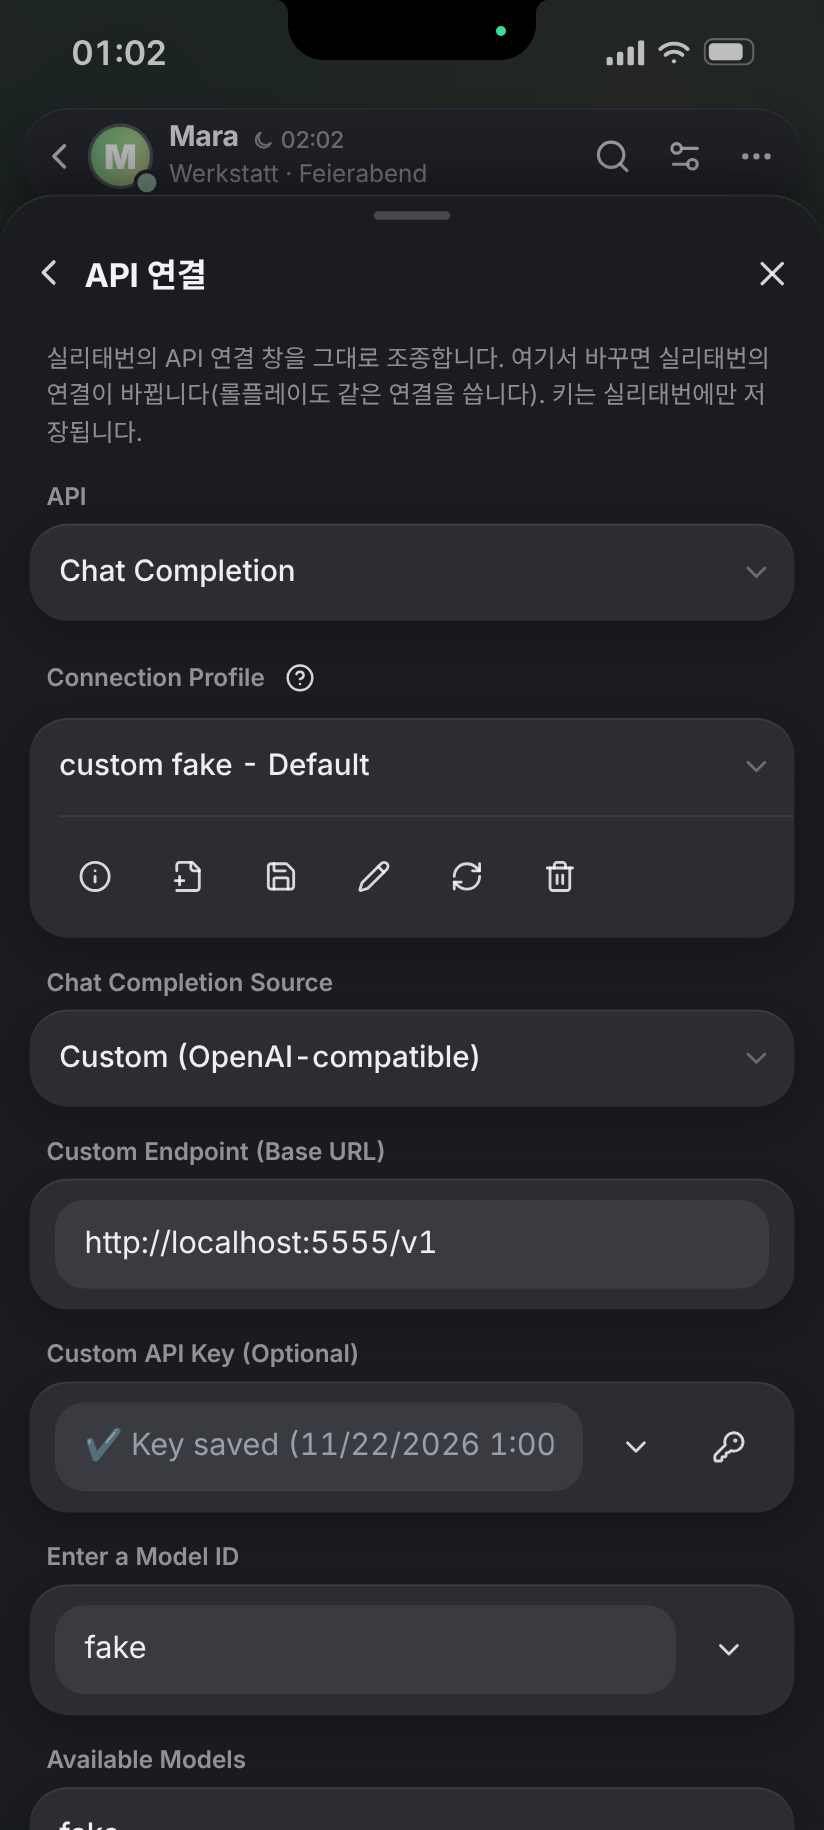 01:02
M
Mara 02:02
Werkstatt · Feierabend
API 연결
실리태번의 API 연결 창을 그대로 조종합니다. 여기서 바꾸면 실리태번의
연결이 바뀝니다(롤플레이도 같은 연결을 씁니다). 키는 실리태번에만 저
장됩니다.
API
Chat Completion
Connection Profile
custom fake - Default
Chat Completion Source
Custom (OpenAI-compatible)
Custom Endpoint (Base URL)
http://localhost:5555/v1
Custom API Key (Optional)
✔ Key saved (11/22/2026 1:00
Enter a Model ID
fake
Available Models
fake